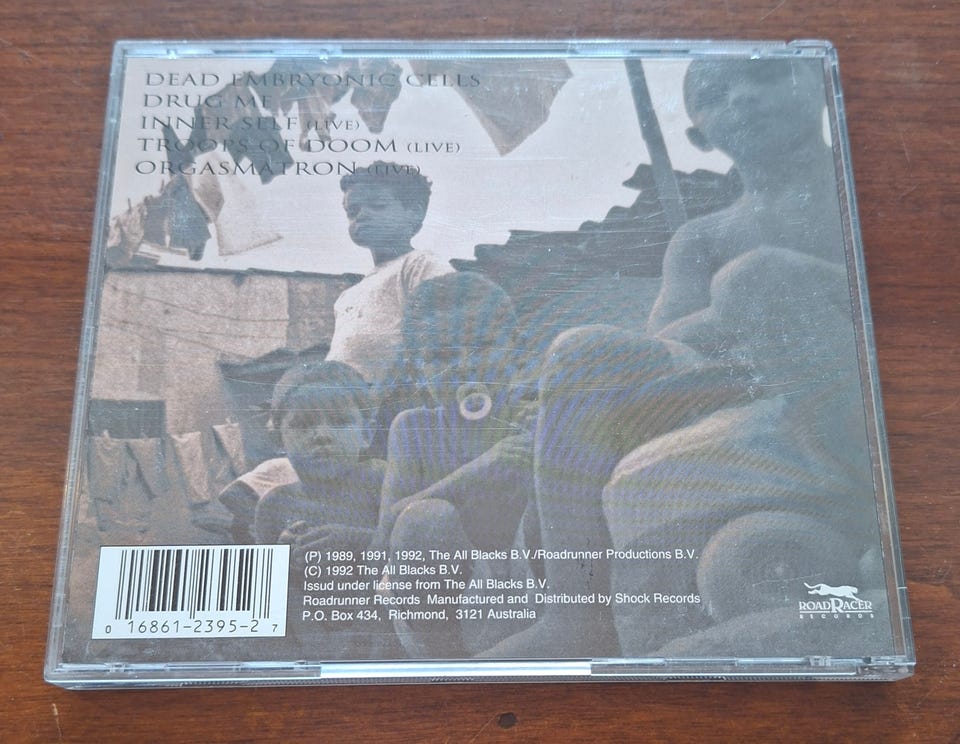 DEAD EMBRYONIC CELLS
DRUG ME
INNER SELF (LIVE)
TROOPS OF DOOM (LIVE)
ORGASMATRON (LIVE)
(P) 1989, 1991, 1992, The All Blacks B.V./Roadrunner Productions B.V.
(C) 1992 The All Blacks B.V.
Issud under license from The All Blacks B.V.
Roadrunner Records Manufactured and Distributed by Shock Records
P.O. Box 434, Richmond, 3121 Australia
0 16861-2395-2 7
ROADRACER
RECORDS